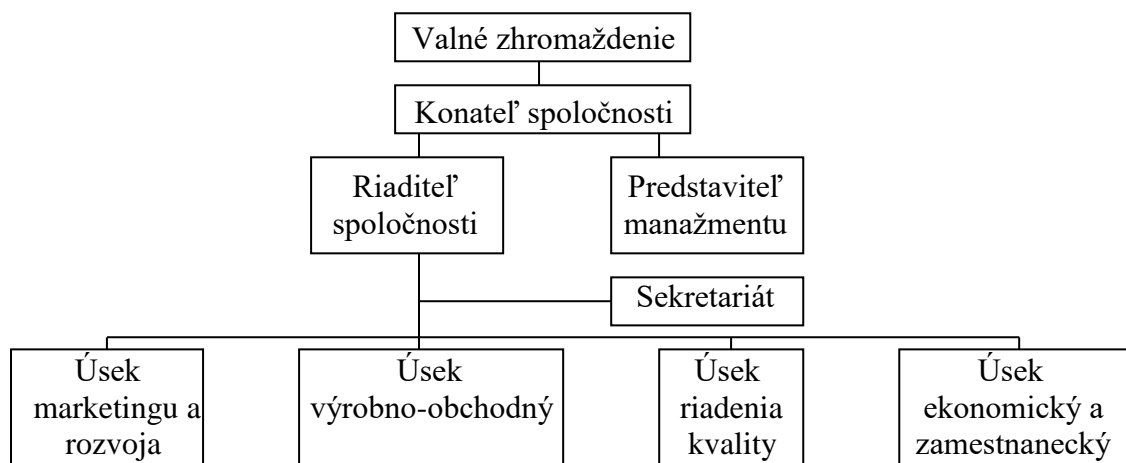 Valné zhromaždenie
Konateľ spoločnosti
Riaditeľ
spoločnosti
Predstaviteľ
manažmentu
Sekretariát
Úsek
marketingu a
rozvoja
Úsek
výrobno-obchodný
Úsek
riadenia
kvality
Úsek
ekonomický a
zamestnanecký